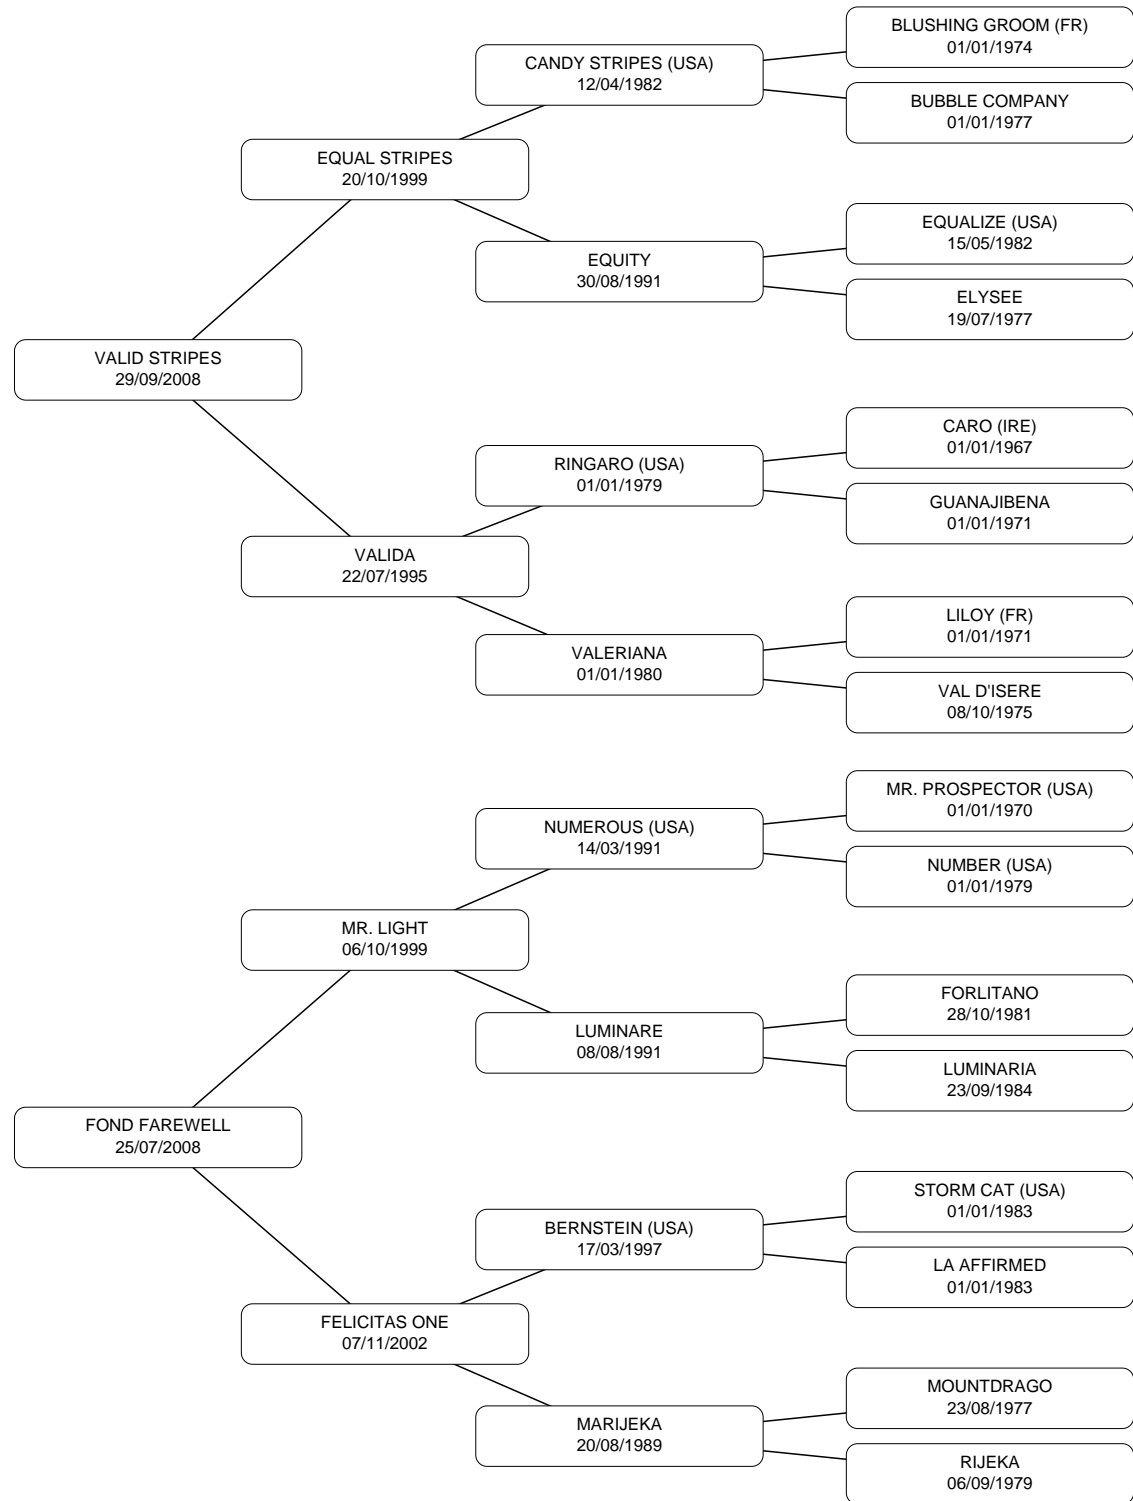 BLUSHING GROOM (FR)
01/01/1974
CANDY STRIPES (USA)
12/04/1982
BUBBLE COMPANY
01/01/1977
EQUAL STRIPES
20/10/1999
EQUALIZE (USA)
15/05/1982
EQUITY
30/08/1991
ELYSEE
19/07/1977
VALID STRIPES
29/09/2008
CARO (IRE)
01/01/1967
RINGARO (USA)
01/01/1979
GUANAJIBENA
01/01/1971
VALIDA
22/07/1995
LILOY (FR)
01/01/1971
VALERIANA
01/01/1980
VAL D'ISERE
08/10/1975
MR. PROSPECTOR (USA)
01/01/1970
NUMEROUS (USA)
14/03/1991
NUMBER (USA)
01/01/1979
MR. LIGHT
06/10/1999
FORLITANO
28/10/1981
LUMINARE
08/08/1991
LUMINARIA
23/09/1984
FOND FAREWELL
25/07/2008
STORM CAT (USA)
01/01/1983
BERNSTEIN (USA)
17/03/1997
LA AFFIRMED
01/01/1983
FELICITAS ONE
07/11/2002
MOUNTDRAGO
23/08/1977
MARIJEKA
20/08/1989
RIJEKA
06/09/1979